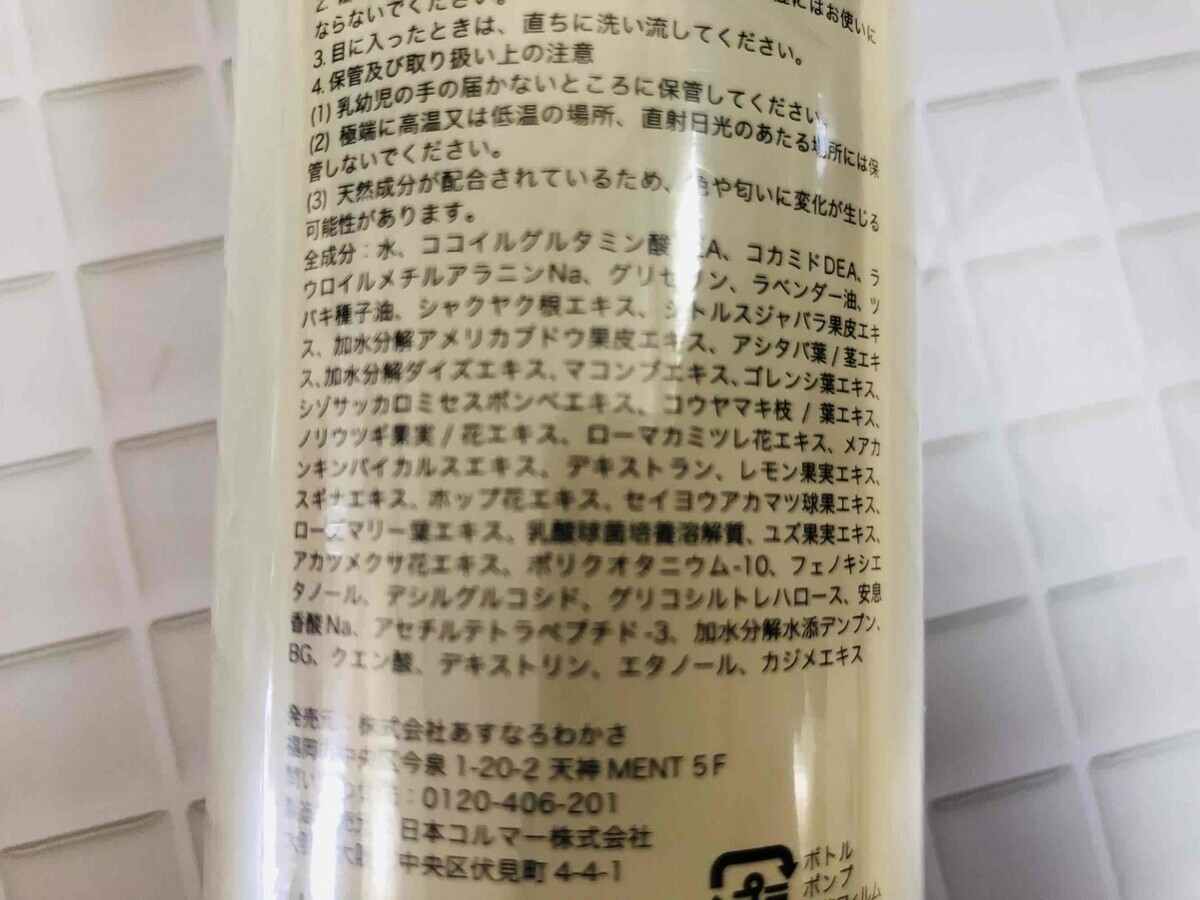 ならないでください。
にはお使いに
3. 目に入ったときは、直ちに洗い流してください。
4. 保管及び取り扱い上の注意
(1) 乳幼児の手の届かないところに保管してください。
(2) 極端に高温又は低温の場所、直射日光のあたる場所には保
管しないでください。
(3) 天然成分が配合されているため、色や匂いに変化が生じる
可能性があります。
全成分：水、ココイルグルタミン酸 EA、コカミドDEA、ラ
ウロイルメチルアラニンNa、グリセリン、ラベンダー油、ツ
バキ種子油、シャクヤク根エキス、シトルスジャバラ果皮エキ
ス、加水分解アメリカブドウ果皮エキス、アシタバ葉/茎エキ
ス、加水分解ダイズエキス、マコンブエキス、ゴレンシ葉エキス、
シゾサッカロミセスポンベエキス、コウヤマキ枝/葉エキス、
ノリウツギ果実/花エキス、ローマカミツレ花エキス、メアカ
ンキンバイカルスエキス、デキストラン、レモン果実エキス、
スギナエキス、ホップ花エキス、セイヨウアカマツ球果エキス、
ローズマリー葉エキス、乳酸球菌培養溶解質、ユズ果実エキス、
アカツメクサ花エキス、ポリクオタニウム-10、フェノキシエ
タノール、デシルグルコシド、グリコシルトレハロース、安息
香酸Na、アセチルテトラペプチド-3、加水分解水添デンプン、
BG、クエン酸、デキストリン、エタノール、カジメエキス
発売元：株式会社あすなろわかさ
福岡 中央区今泉 1-20-2 天神 MENT 5F
問い ：0120-406-201
日本コルマー株式会社
中央区伏見町 4-4-1
ボトル
ポンプ